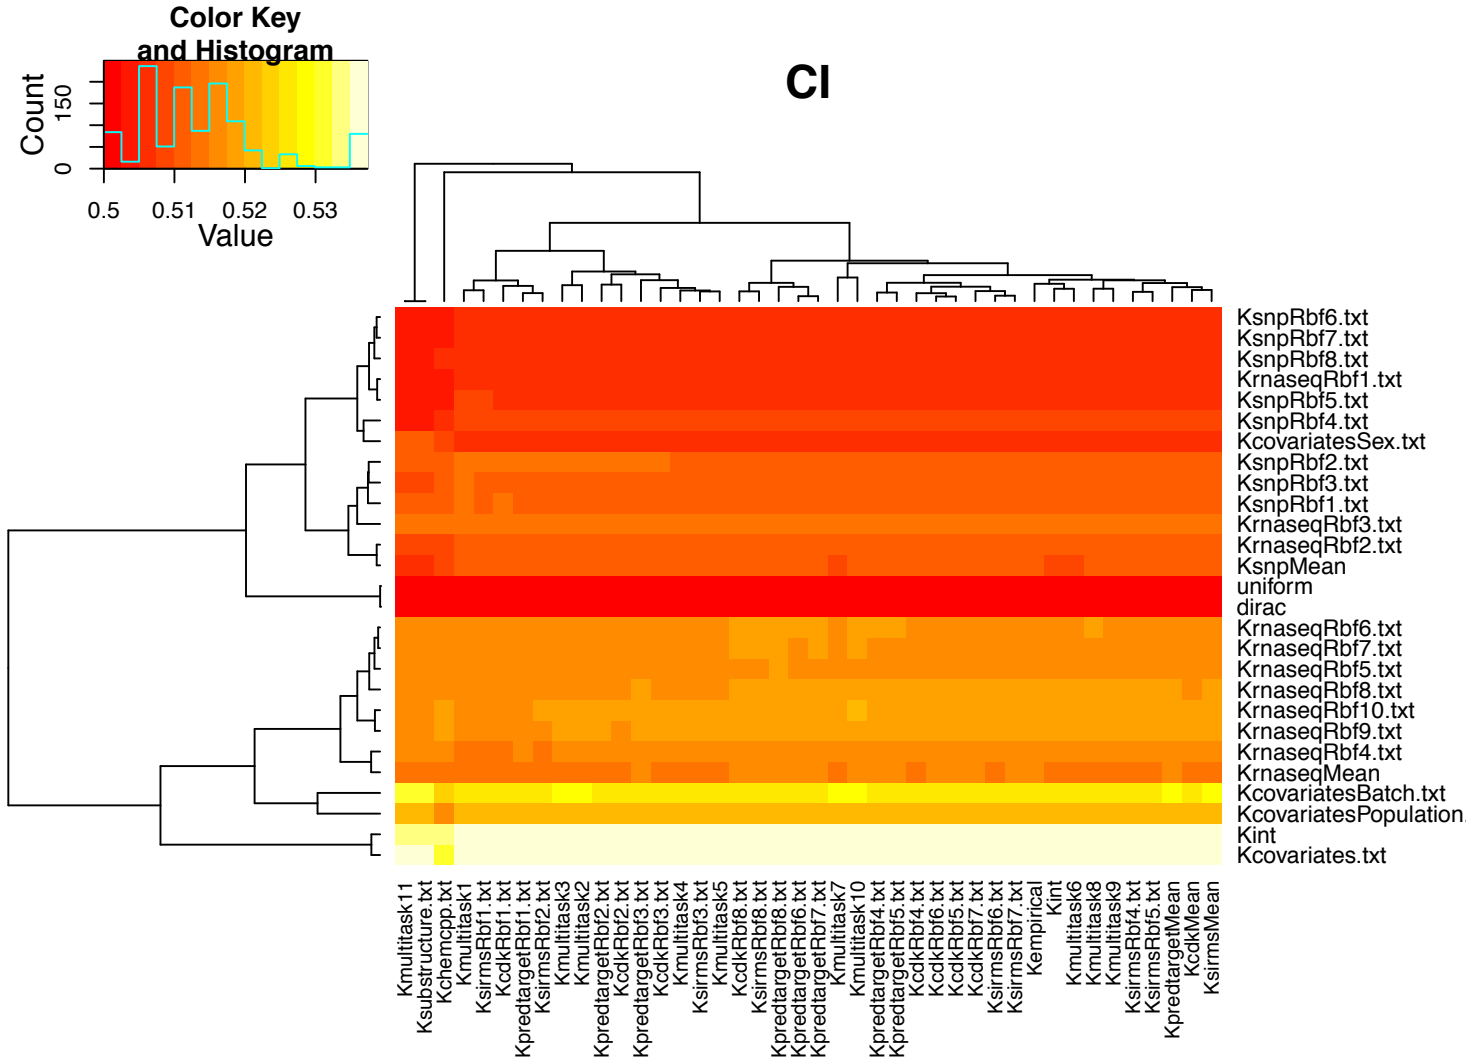 Color Key
and Histogram
Count
0
150
0.5
0.51
0.52
0.53
Value
CI
KsnpRbf6.txt
KsnpRbf7.txt
KsnpRbf8.txt
KrnaseqRbf1.txt
KsnpRbf5.txt
KsnpRbf4.txt
KcovariatesSex.txt
KsnpRbf2.txt
KsnpRbf3.txt
KsnpRbf1.txt
KrnaseqRbf3.txt
KrnaseqRbf2.txt
KsnpMean
uniform
dirac
KrnaseqRbf6.txt
KrnaseqRbf7.txt
KrnaseqRbf5.txt
KrnaseqRbf8.txt
KrnaseqRbf10.txt
KrnaseqRbf9.txt
KrnaseqRbf4.txt
KrnaseqMean
KcovariatesBatch.txt
KcovariatesPopulation.
Kint
Kcovariates.txt
Kmultitask11
Ksubstructure.txt
Kchemcpp.txt
Kmultitask1
KsirmsRbf1.txt
KcdkRbf1.txt
KpredtargetRbf1.txt
KsirmsRbf2.txt
Kmultitask3
Kmultitask2
KpredtargetRbf2.txt
KcdkRbf2.txt
KpredtargetRbf3.txt
KcdkRbf3.txt
Kmultitask4
KsirmsRbf3.txt
Kmultitask5
KcdkRbf8.txt
KsirmsRbf8.txt
KpredtargetRbf8.txt
KpredtargetRbf6.txt
KpredtargetRbf7.txt
Kmultitask7
Kmultitask10
KpredtargetRbf4.txt
KpredtargetRbf5.txt
KcdkRbf4.txt
KcdkRbf6.txt
KcdkRbf5.txt
KcdkRbf7.txt
KsirmsRbf6.txt
KsirmsRbf7.txt
Kempirical
Kint
Kmultitask6
Kmultitask8
Kmultitask9
KsirmsRbf4.txt
KsirmsRbf5.txt
KpredtargetMean
KcdkMean
KsirmsMean